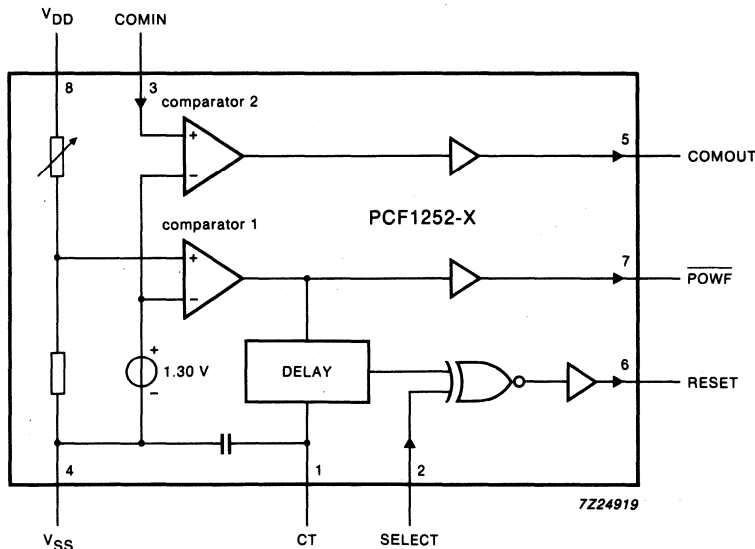 VDD COMIN
8 3
comparator 2
+
−
5
COMOUT
PCF1252-X
comparator 1
+
−
7
POWF
+
1.30 V
−
DELAY
6
RESET
4 1 2
7Z24919
VSS CT SELECT